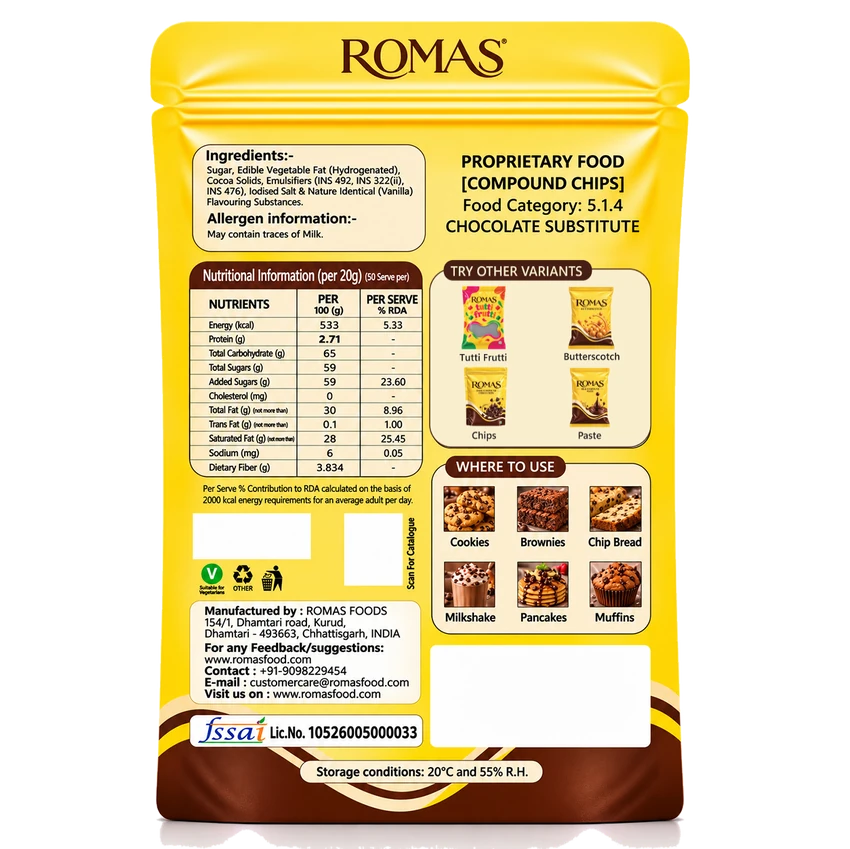 ROMAS®
Ingredients:-
Sugar, Edible Vegetable Fat (Hydrogenated),
Cocoa Solids, Emulsifiers (INS 492, INS 322(ii),
INS 476), Iodised Salt & Nature Identical (Vanilla)
Flavouring Substances.
Allergen information:-
May contain traces of Milk.
PROPRIETARY FOOD
[COMPOUND CHIPS]
Food Category: 5.1.4
CHOCOLATE SUBSTITUTE
Nutritional Information (per 20g) (50 Serve per)
NUTRIENTS PER 100 (g) PER SERVE % RDA
Energy (kcal) 533 5.33
Protein (g) 2.71 -
Total Carbohydrate (g) 65 -
Total Sugars (g) 59 -
Added Sugars (g) 59 23.60
Cholesterol (mg) 0 -
Total Fat (g) (not more than) 30 8.96
Trans Fat (g) (not more than) 0.1 1.00
Saturated Fat (g) (not more than) 28 25.45
Sodium (mg) 6 0.05
Dietary Fiber (g) 3.834 -
Per Serve % Contribution to RDA calculated on the basis of
2000 kcal energy requirements for an average adult per day.
TRY OTHER VARIANTS
ROMAS
tutti
frutti
Tutti Frutti
ROMAS
Butterscotch
ROMAS
Chips
ROMAS
Paste
WHERE TO USE
Cookies
Brownies
Chip Bread
Milkshake
Pancakes
Muffins
Scan For Catalogue
V
Suitable for
Vegetarians
OTHER
Manufactured by : ROMAS FOODS
154/1, Dhamtari road, Kurud,
Dhamtari - 493663, Chhattisgarh, INDIA
For any Feedback/suggestions:
www.romasfood.com
Contact : +91-9098229454
E-mail : customercare@romasfood.com
Visit us on : www.romasfood.com
fssai Lic.No. 10526005000033
Storage conditions: 20°C and 55% R.H.